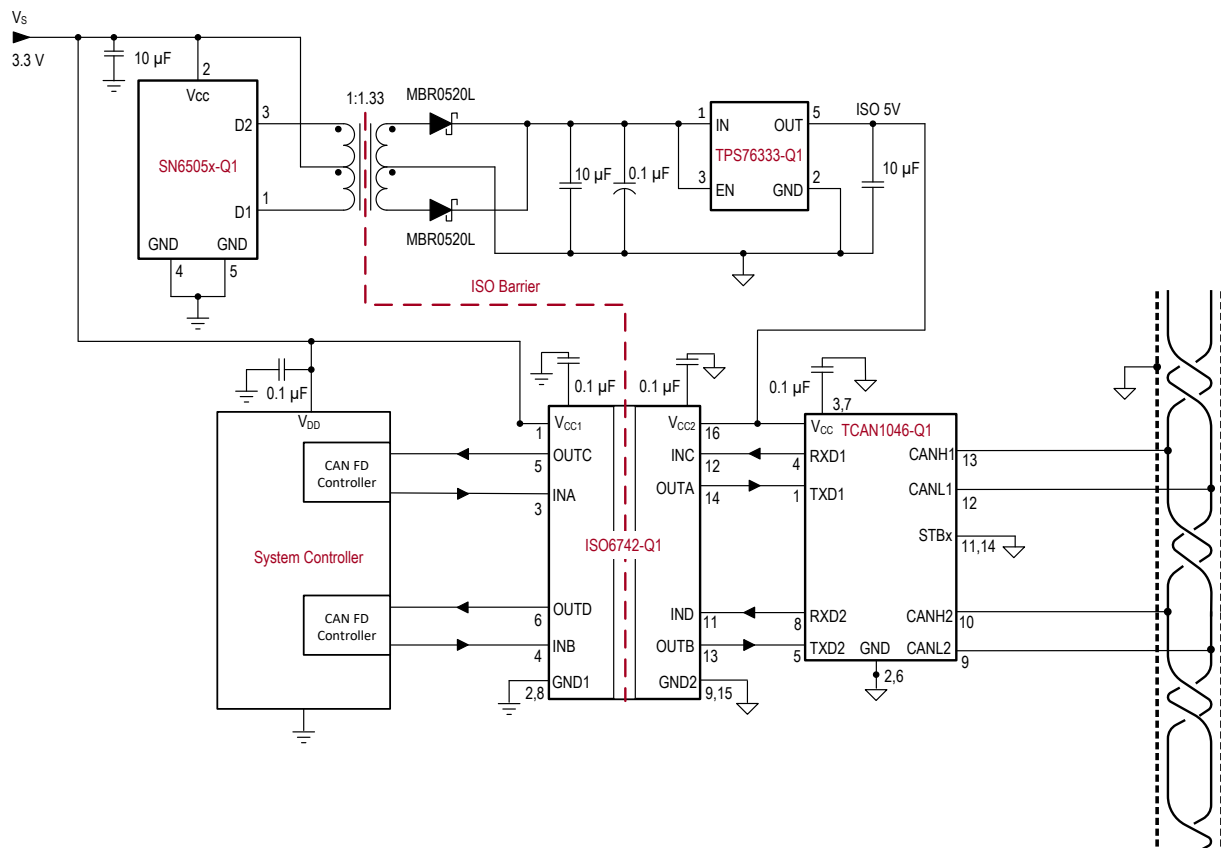 VS
3.3 V
10 µF
2
Vcc
D2
3
SN6505x-Q1
D1
1
GND
GND
4
5
1:1.33
MBR0520L
MBR0520L
10 µF
0.1 µF
1
IN
OUT
5
TPS76333-Q1
3
EN
GND
2
ISO 5V
10 µF
ISO Barrier
0.1 µF
VDD
CAN FD
Controller
System Controller
CAN FD
Controller
0.1 µF
VCC1
1
OUTC
5
INA
3
ISO6742-Q1
OUTD
6
INB
4
GND1
2,8
0.1 µF
VCC2
16
INC
12
OUTA
14
IND
11
OUTB
13
GND2
9,15
0.1 µF
3,7
VCC
TCAN1046-Q1
4
RXD1
1
TXD1
8
RXD2
5
TXD2
GND
2,6
CANH1
13
CANL1
12
STBx
11,14
CANH2
10
CANL2
9